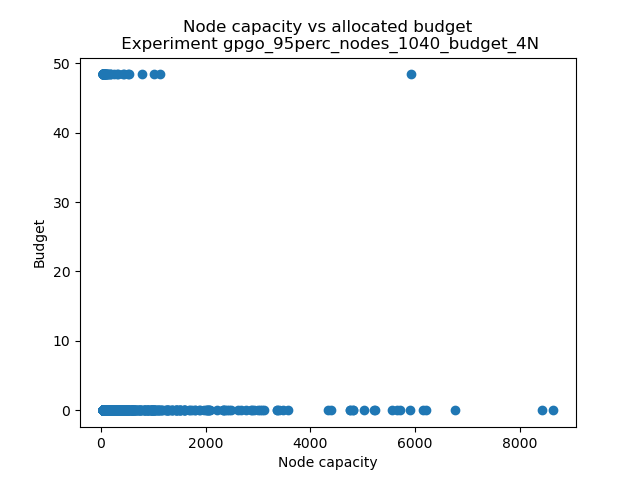 Node capacity vs allocated budget
Experiment gpgo_95perc_nodes_1040_budget_4N
50
40
30
20
10
0
Budget
0 2000 4000 6000 8000
Node capacity